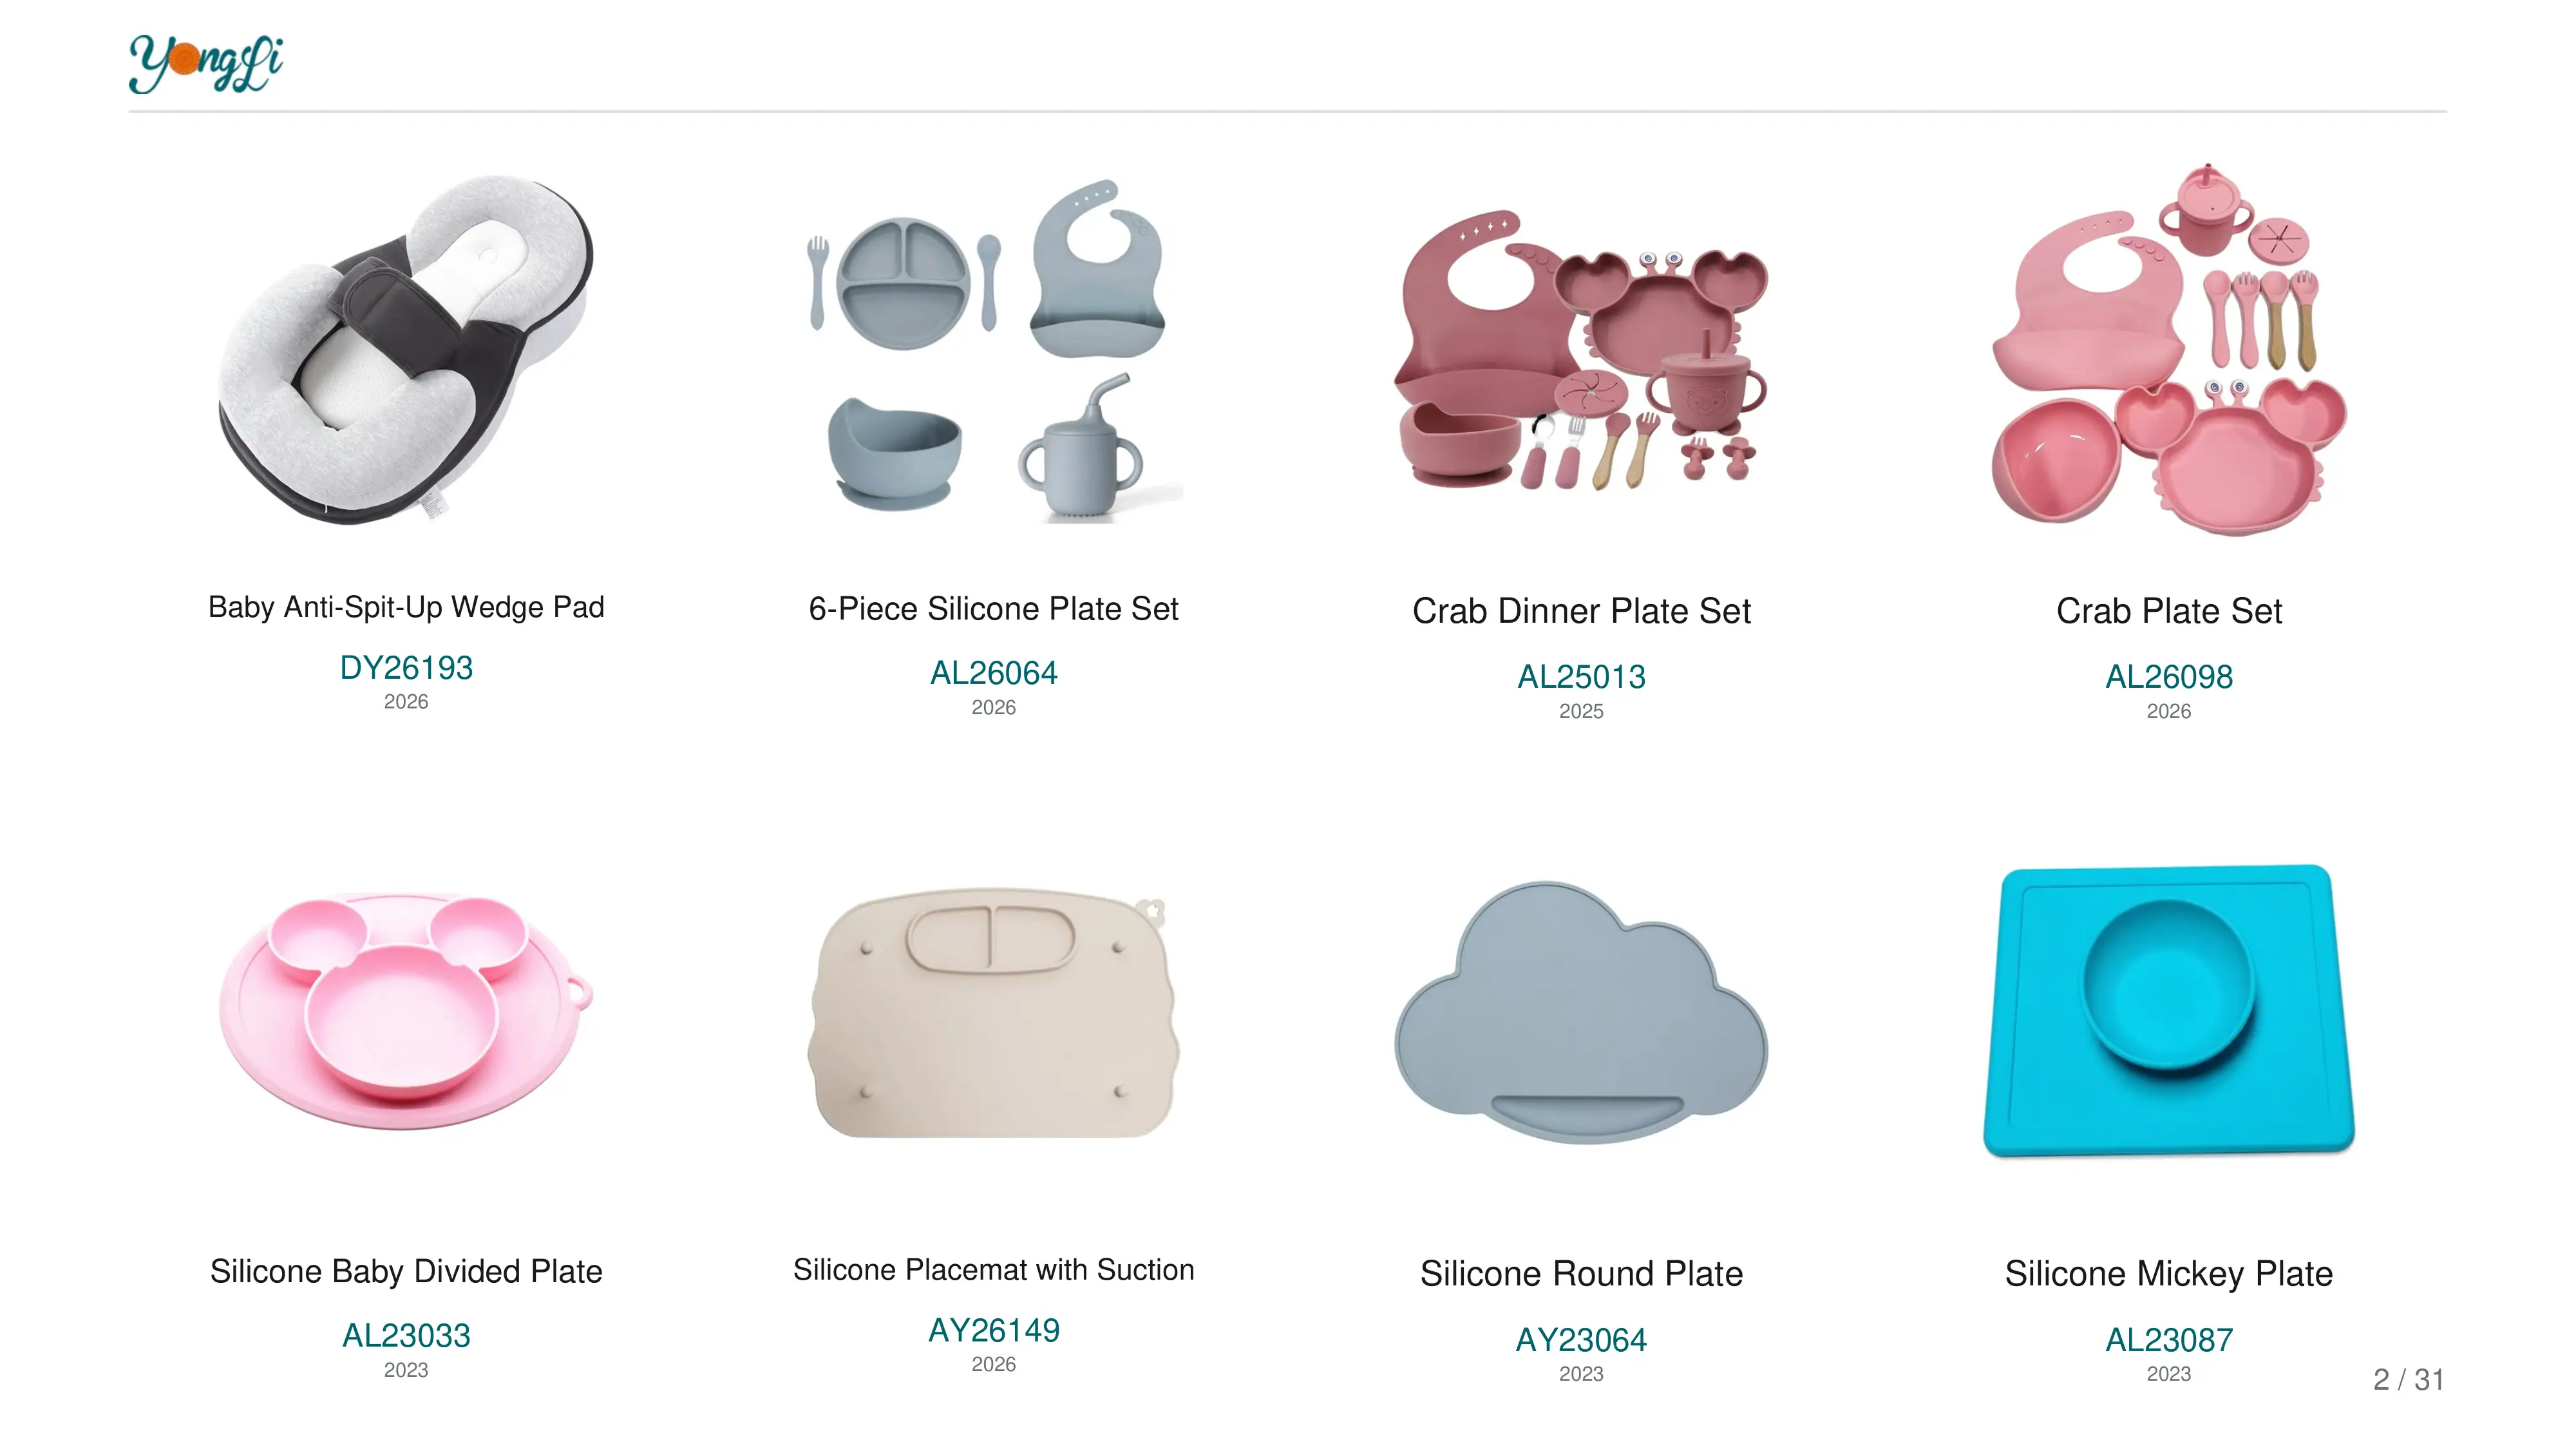 YongLi
Baby Anti-Spit-Up Wedge Pad
DY26193
2026
6-Piece Silicone Plate Set
AL26064
2026
Crab Dinner Plate Set
AL25013
2025
Crab Plate Set
AL26098
2026
Silicone Baby Divided Plate
AL23033
2023
Silicone Placemat with Suction
AY26149
2026
Silicone Round Plate
AY23064
2023
Silicone Mickey Plate
AL23087
2023
2 / 31